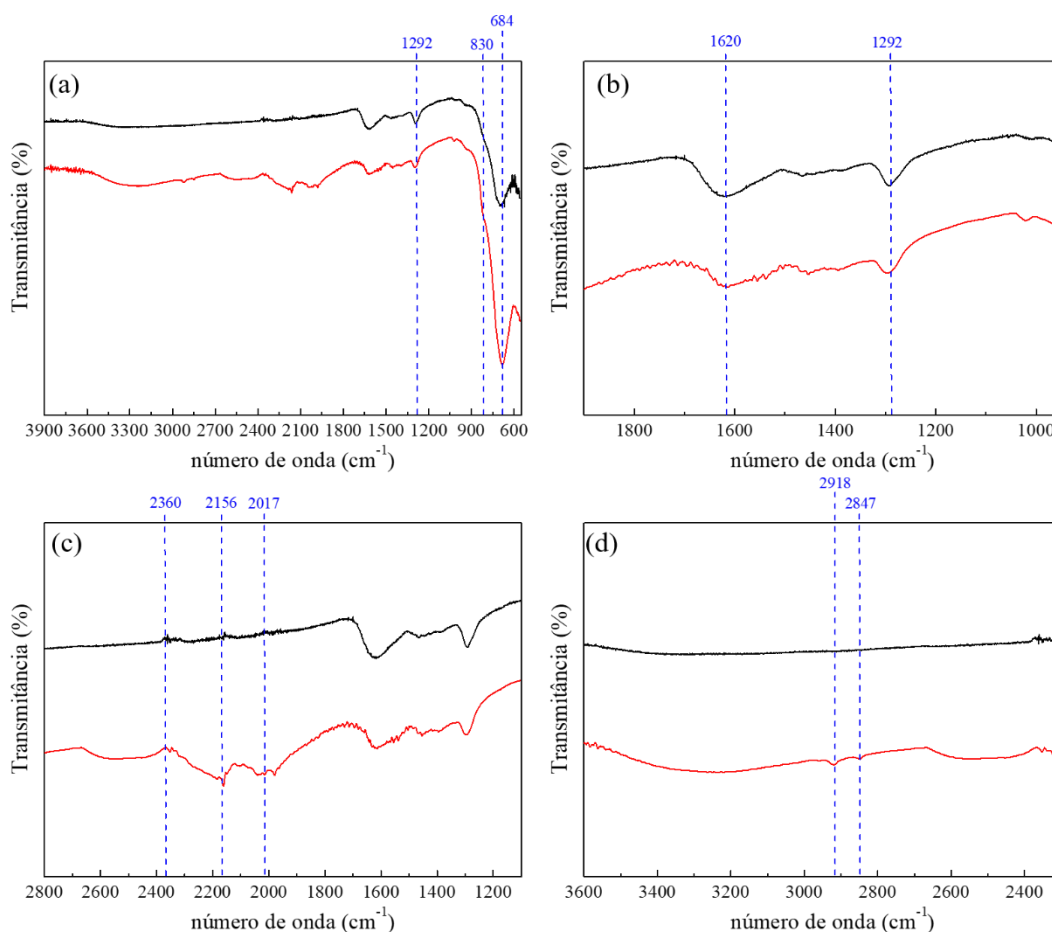 684
1292 830
(a)
Transmitância (%)
3900 3600 3300 3000 2700 2400 2100 1800 1500 1200 900 600
número de onda (cm-1)
1620 1292
(b)
Transmitância (%)
1800 1600 1400 1200 1000
número de onda (cm-1)
2360 2156 2017
(c)
Transmitância (%)
2800 2600 2400 2200 2000 1800 1600 1400 1200
número de onda (cm-1)
2918
2847
(d)
Transmitância (%)
3600 3400 3200 3000 2800 2600 2400
número de onda (cm-1)